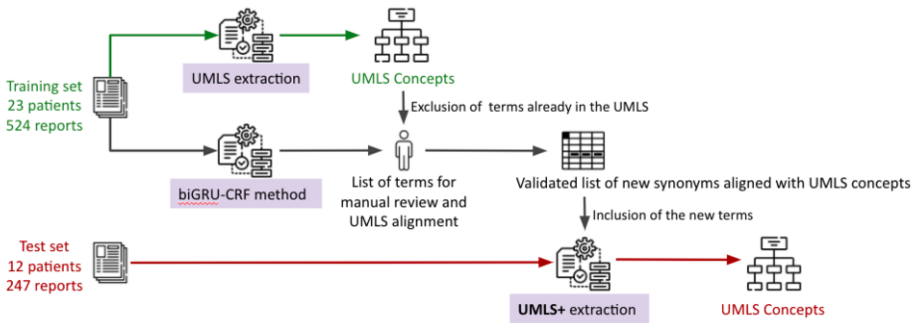 Training set
23 patients
524 reports
UMLS extraction
UMLS Concepts
Exclusion of terms already in the UMLS
biGRU-CRF method
List of terms for
manual review and
UMLS alignment
Validated list of new synonyms aligned with UMLS concepts
Inclusion of the new terms
Test set
12 patients
247 reports
UMLS+ extraction
UMLS Concepts